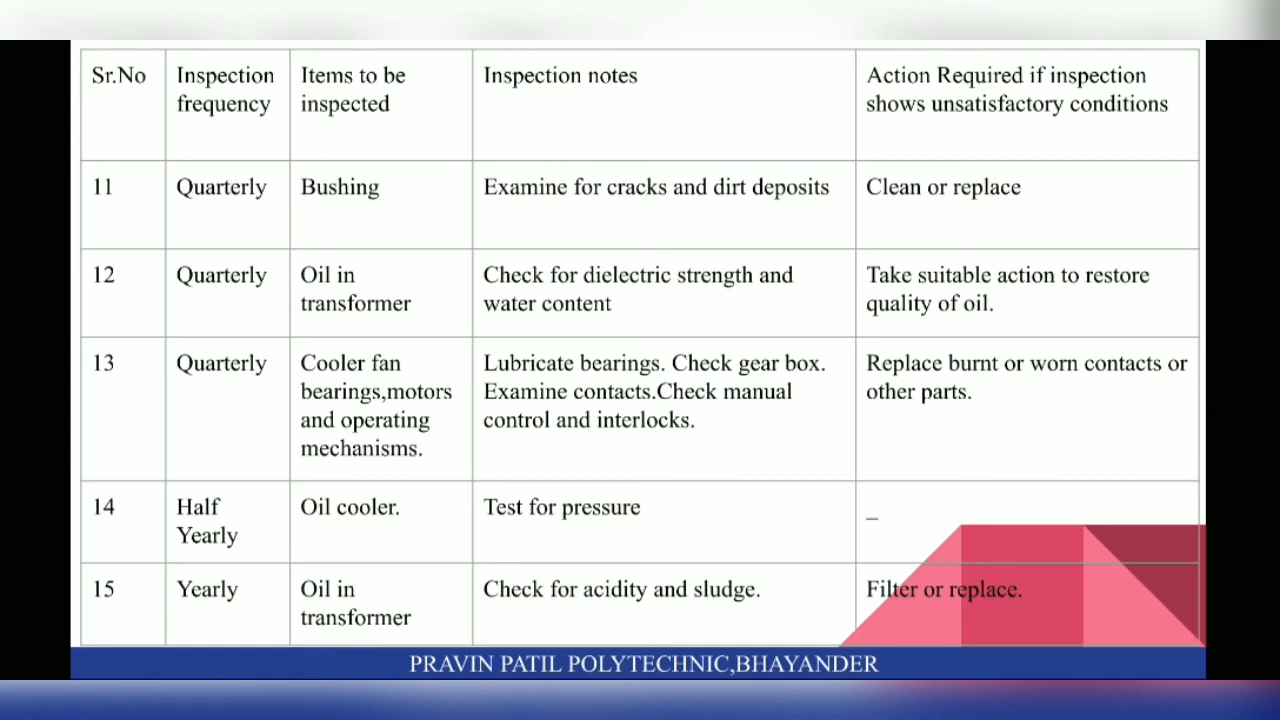 Sr.No
Inspection
frequency
Items to be
inspected
Inspection notes
Action Required if inspection
shows unsatisfactory conditions
11
Quarterly
Bushing
Examine for cracks and dirt deposits
Clean or replace
12
Quarterly
Oil in
transformer
Check for dielectric strength and
water content
Take suitable action to restore
quality of oil.
13
Quarterly
Cooler fan
bearings,motors
and operating
mechanisms.
Lubricate bearings. Check gear box.
Examine contacts.Check manual
control and interlocks.
Replace burnt or worn contacts or
other parts.
14
Half
Yearly
Oil cooler.
Test for pressure
_
15
Yearly
Oil in
transformer
Check for acidity and sludge.
Filter or replace.
PRAVIN PATIL POLYTECHNIC,BHAYANDER